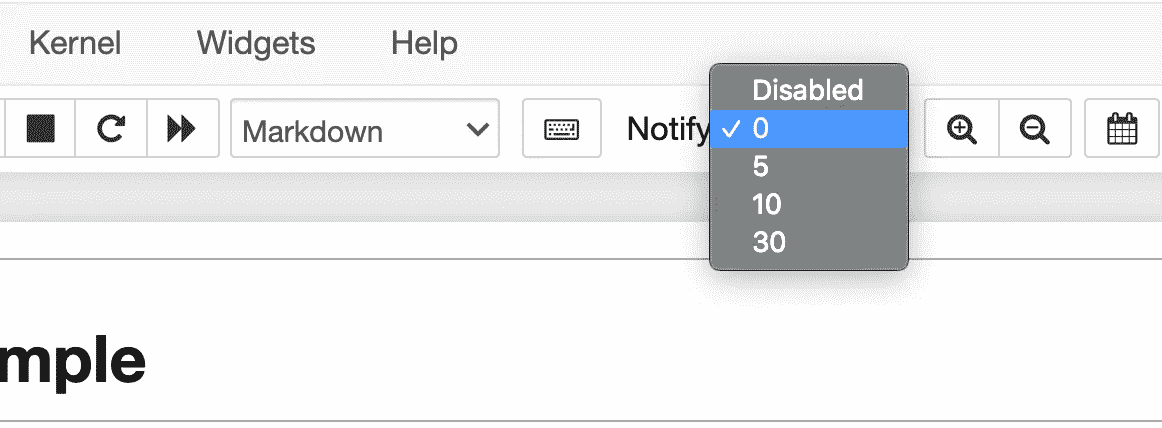 Kernel Widgets Help
Markdown Notify
Disabled
✓ 0
5
10
30
mple